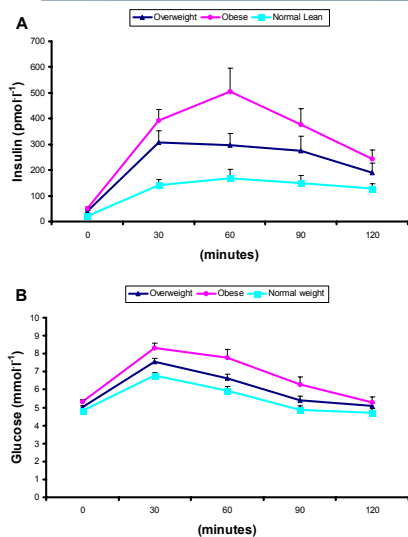 A
Overweight Obese Normal Lean
Insulin (pmol·l⁻¹)
700
600
500
400
300
200
100
0
0 30 60 90 120
(minutes)
B
Overweight Obese Normal weight
Glucose (mmol·l⁻¹)
10
9
8
7
6
5
4
3
2
1
0
0 30 60 90 120
(minutes)